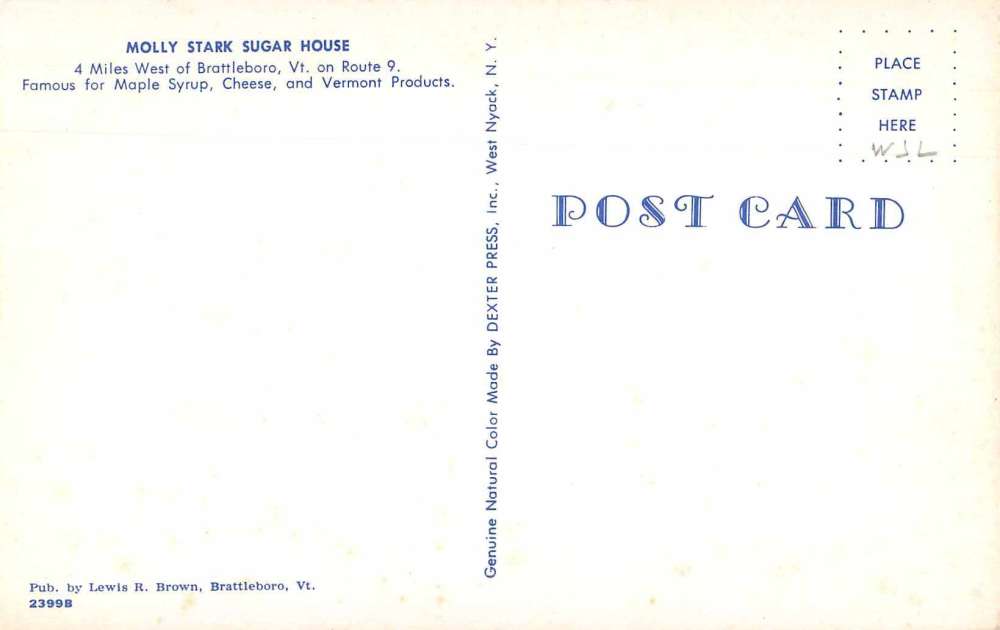 MOLLY STARK SUGAR HOUSE
4 Miles West of Brattleboro, Vt. on Route 9.
Famous for Maple Syrup, Cheese, and Vermont Products.
Pub. by Lewis R. Brown, Brattleboro, Vt.
2399B
Genuine Natural Color Made By DEXTER PRESS, Inc., West Nyack, N. Y.
PLACE
STAMP
HERE
WJL
POST CARD